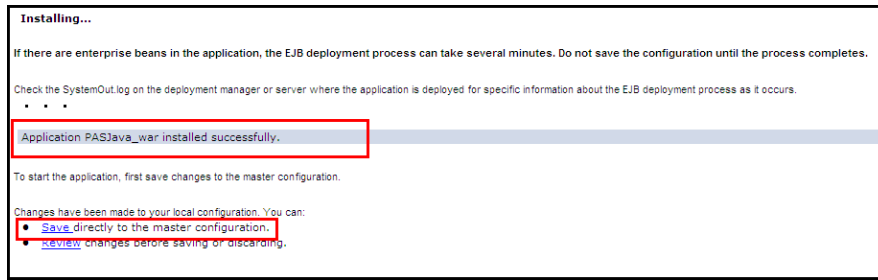 Installing...
If there are enterprise beans in the application, the EJB deployment process can take several minutes. Do not save the configuration until the process completes.
Check the SystemOut.log on the deployment manager or server where the application is deployed for specific information about the EJB deployment process as it occurs.
. . .
Application PASJava_war installed successfully.
To start the application, first save changes to the master configuration.
Changes have been made to your local configuration. You can:
• Save directly to the master configuration.
• Review changes before saving or discarding.